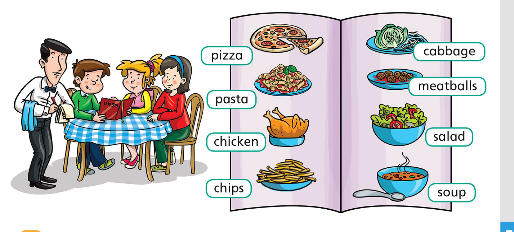 pizza
pasta
chicken
chips
cabbage
meatballs
salad
soup